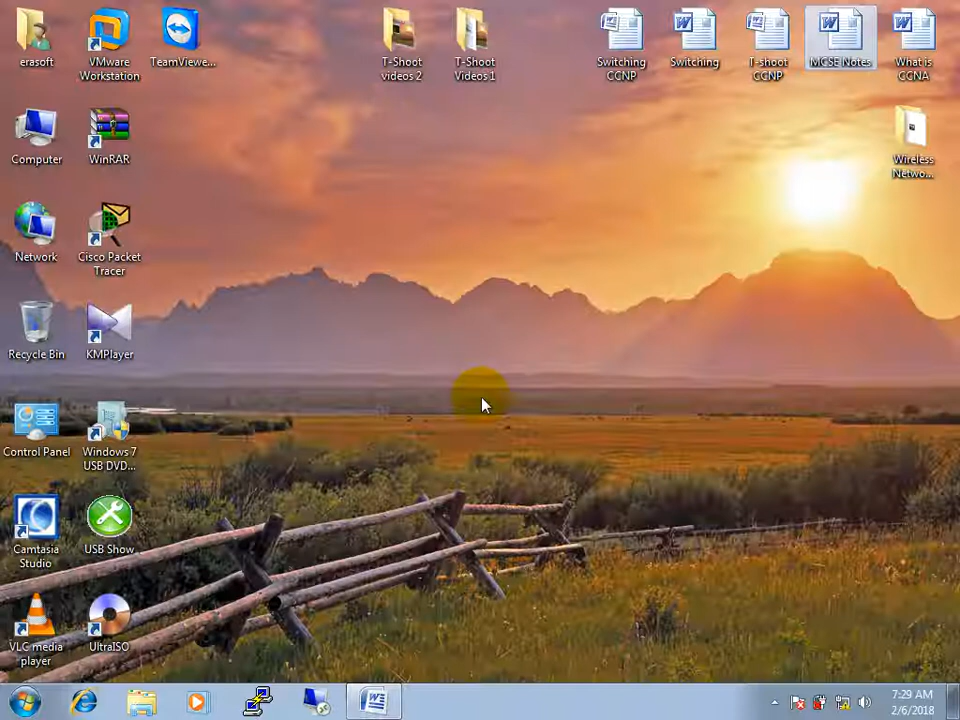 erasoft
VMware
Workstation
TeamViewe...
T-Shoot
videos 2
T-Shoot
Videos 1
Switching
CCNP
Switching
T-shoot
CCNP
MCSE Notes
What is
CCNA
Computer
WinRAR
Wireless
Netwo...
Network
Cisco Packet
Tracer
Recycle Bin
KMPlayer
Control Panel
Windows 7
USB DVD...
Camtasia
Studio
USB Show
VLC media
player
UltraISO
7:29 AM
2/6/2018